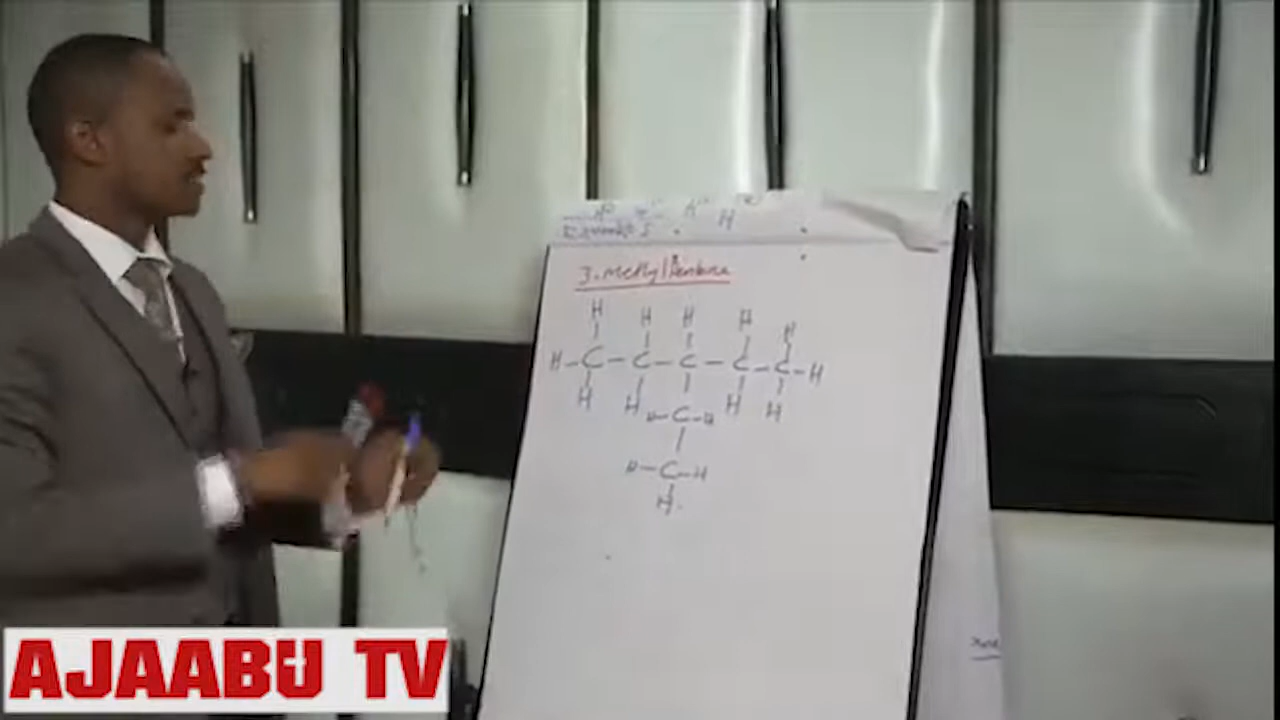 3-methylPentane
H H H H H
H-C-C-C-C-C-H
H H H-C-H H H
H-C-H
H
AJAABU TV